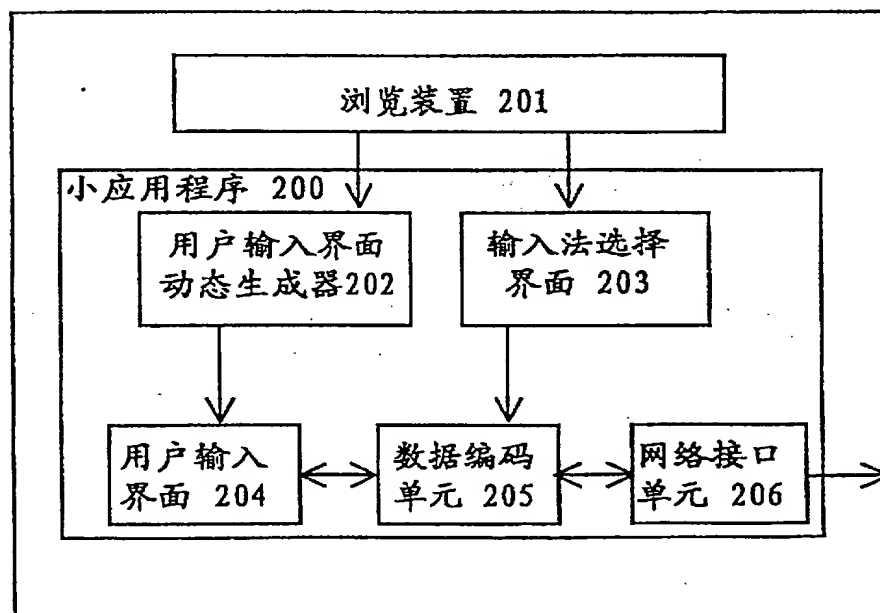 浏览装置 201
小应用程序 200
用户输入界面
动态生成器202
输入法选择
界面 203
用户输入
界面 204
数据编码
单元 205
网络接口
单元 206